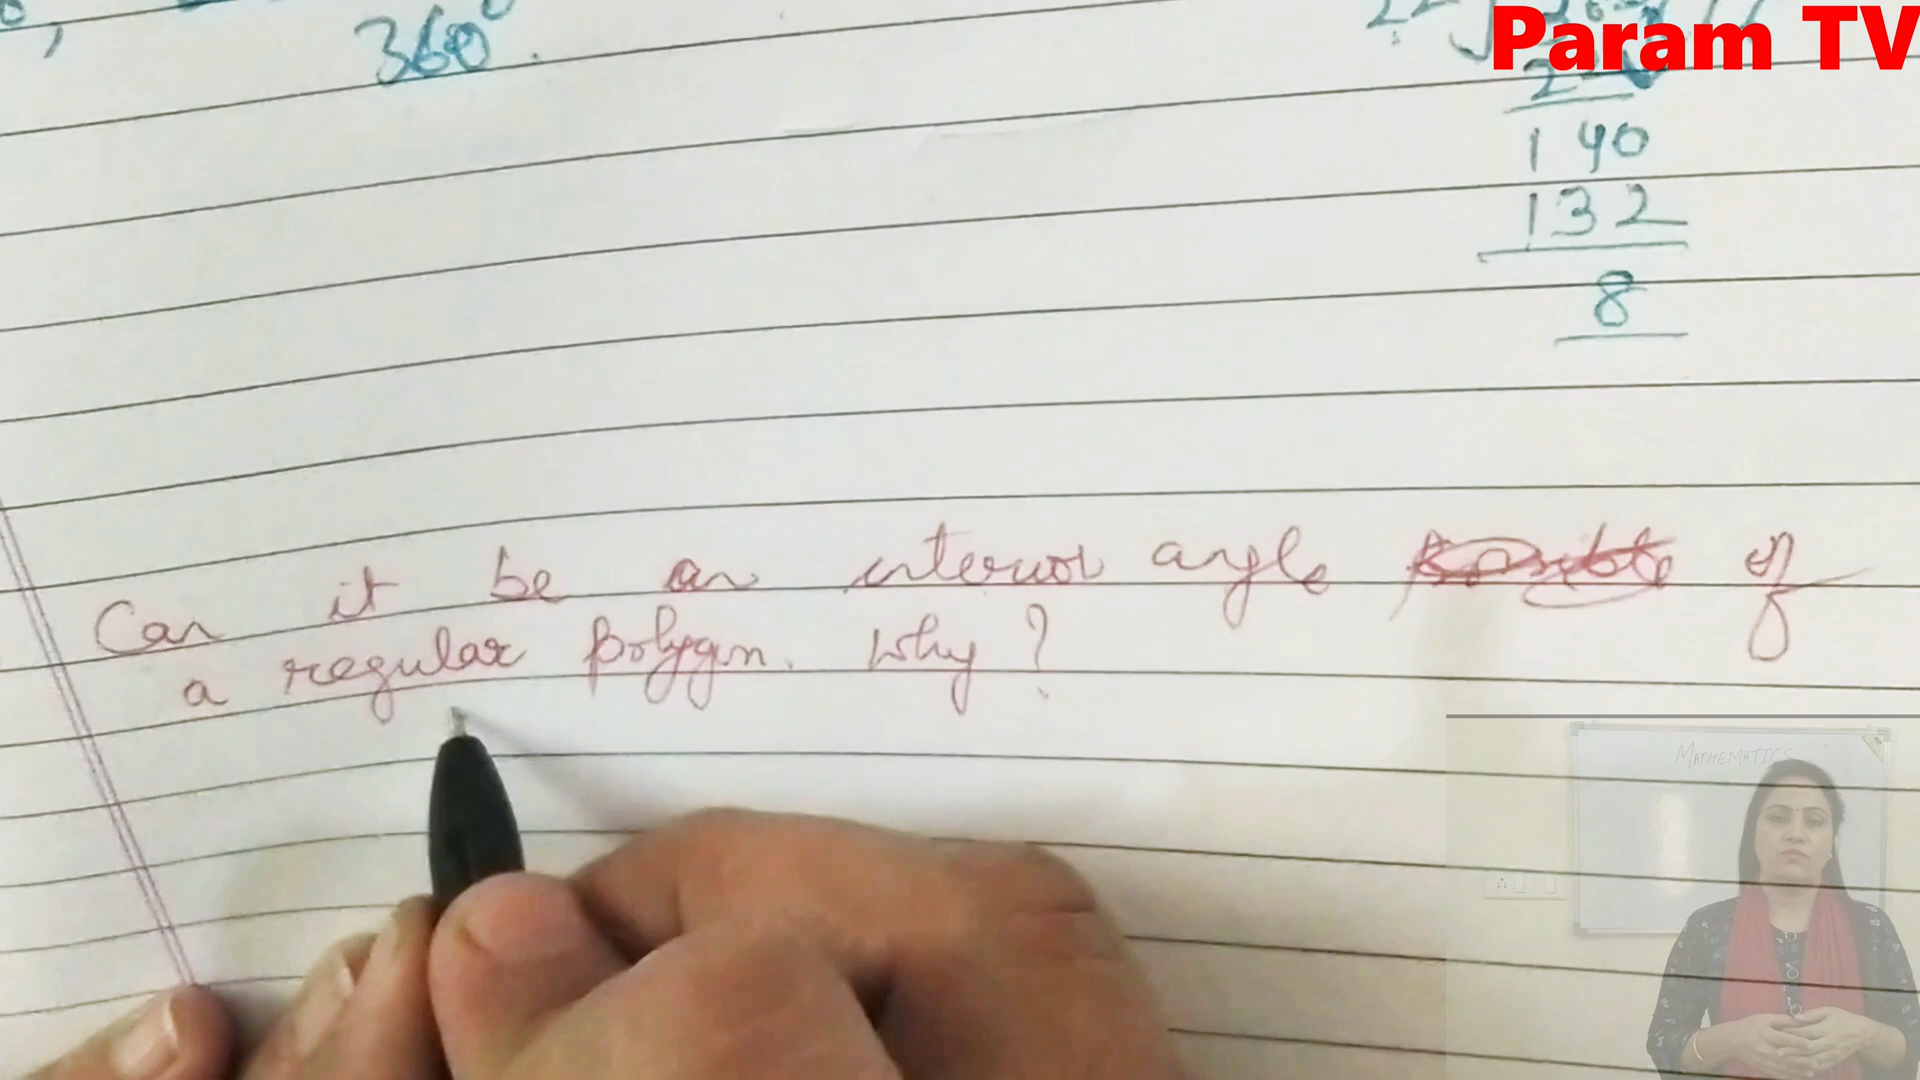 360°.
Param TV
140
132
8
Can it be an interior angle of
a regular polygon. Why?
MATHEMATICS